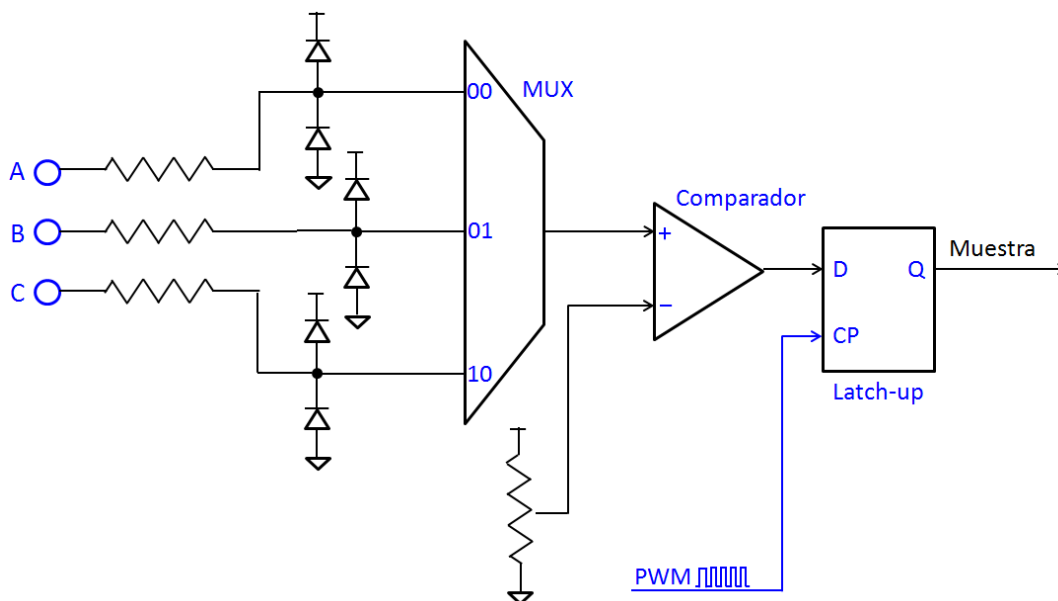 A
B
C
00
01
10
MUX
Comparador
+
−
D
Q
CP
Muestra
Latch-up
PWM